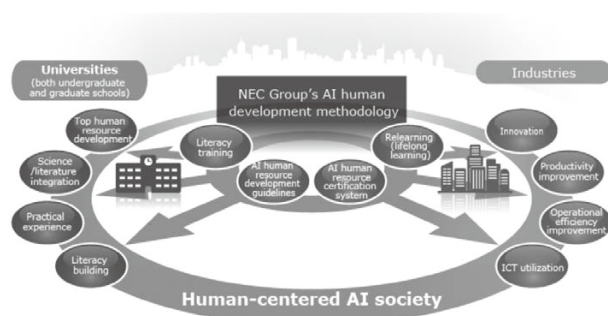 Universities
(both undergraduate
and graduate schools)
NEC Group's AI human
development methodology
Industries
Top human
resource development
Science
/literature
integration
Practical
experience
Literacy
building
Literacy
training
AI human
resource
development
guidelines
AI human
resource
certification
system
Relearning
(lifelong
learning)
Innovation
Productivity
improvement
Operational
efficiency
improvement
ICT utilization
Human-centered AI society